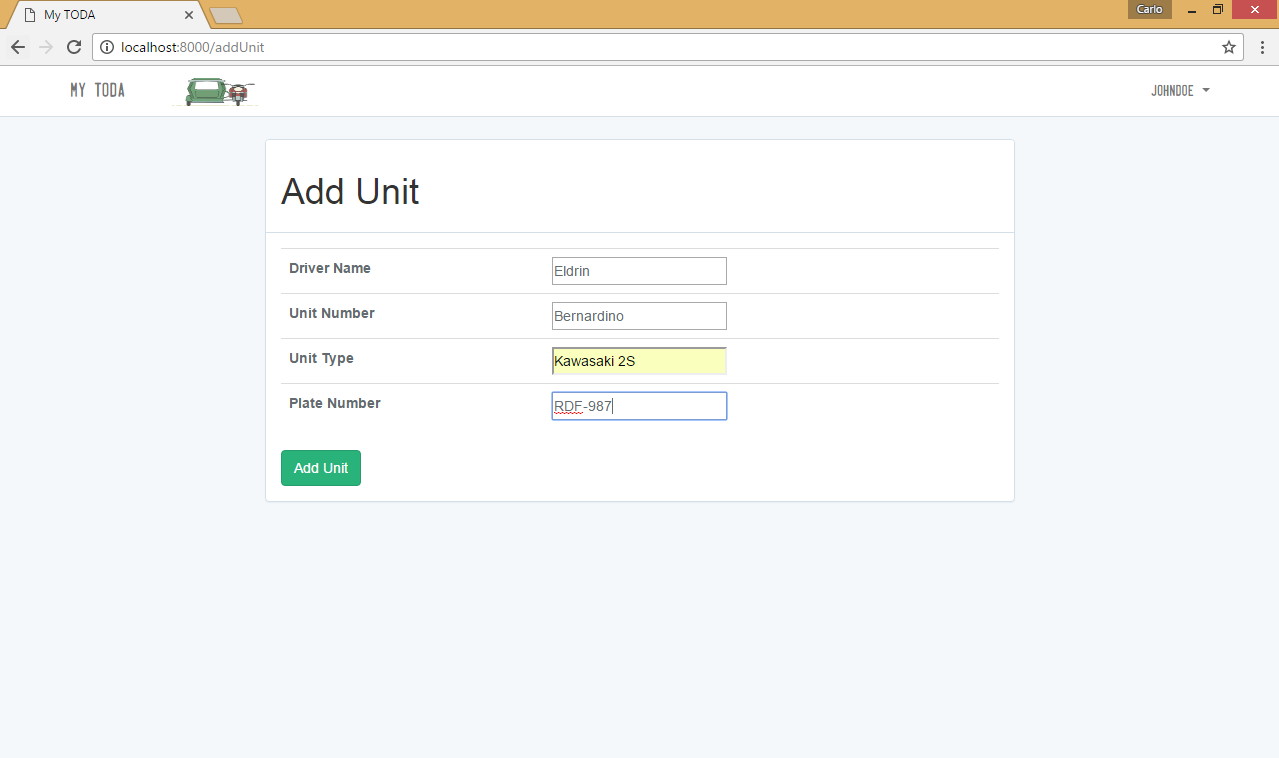 My TODA
Carlo
localhost:8000/addUnit
MY TODA
JOHNDOE
Add Unit
Driver Name Eldrin
Unit Number Bernardino
Unit Type Kawasaki 2S
Plate Number RDF-987
Add Unit